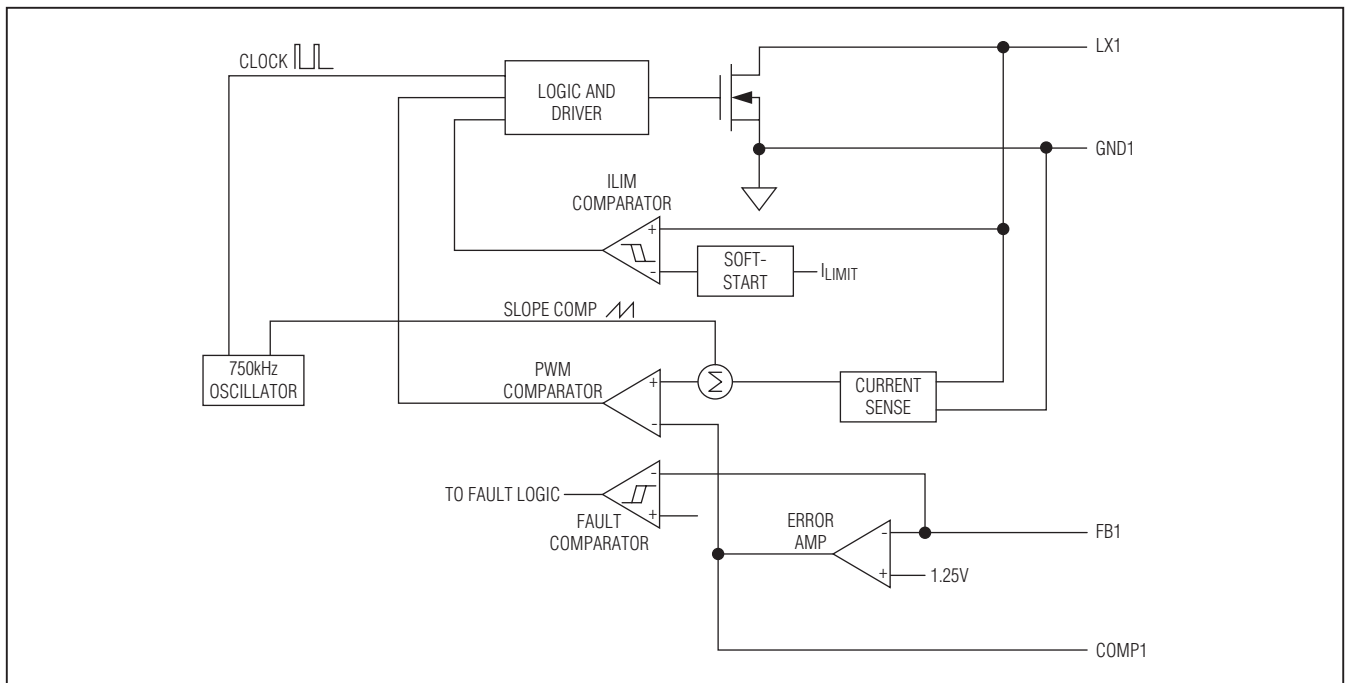 CLOCK
LX1
LOGIC AND
DRIVER
GND1
ILIM
COMPARATOR
+
-
SOFT-
START
ILIMIT
SLOPE COMP
750kHz
OSCILLATOR
PWM
COMPARATOR
+
-
Σ
CURRENT
SENSE
TO FAULT LOGIC
-
+
FAULT
COMPARATOR
ERROR
AMP
-
+
FB1
1.25V
COMP1